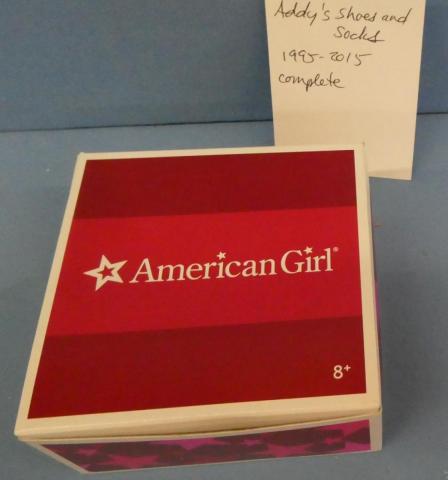 Addy's Shoes and
Socks
1995-2015
complete
American Girl®
8+